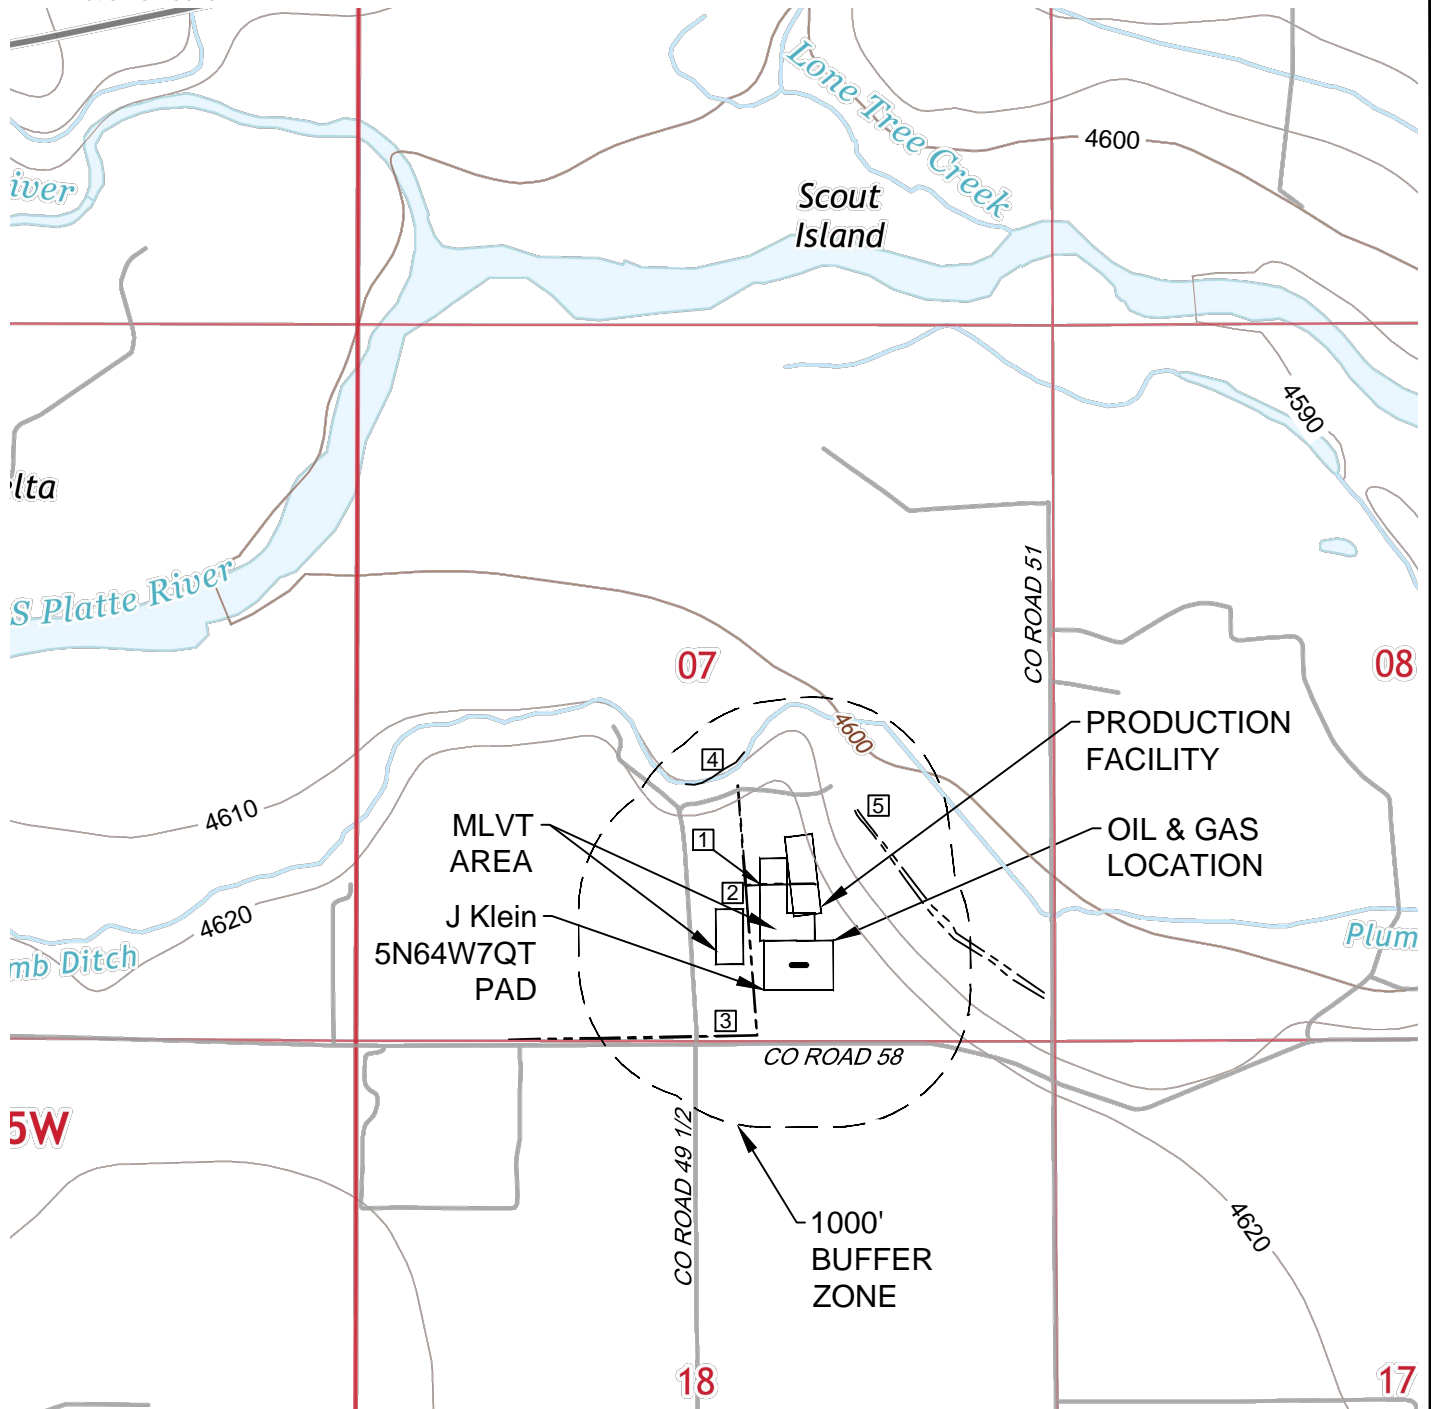 Lone Tree Creek
4600
iver
Scout
Island
4590
lta
CO ROAD 51
S Platte River
07
08
4600
PRODUCTION
FACILITY
4
5
4610
MLVT
AREA
1
OIL & GAS
LOCATION
2
4620
J Klein
5N64W7QT
PAD
mb Ditch
Plum
3
CO ROAD 58
5W
CO ROAD 49 1/2
1000'
BUFFER
ZONE
4620
18
17